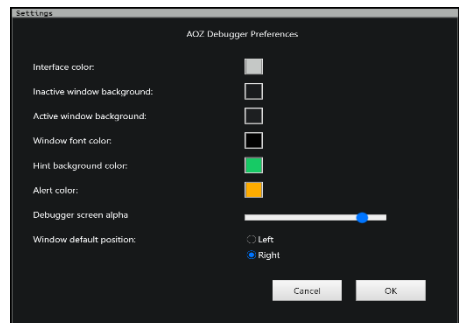 Settings
AOZ Debugger Preferences
Interface color:
Inactive window background:
Active window background:
Window font color:
Hint background color:
Alert color:
Debugger screen alpha
Window default position:
Left
Right
Cancel
OK